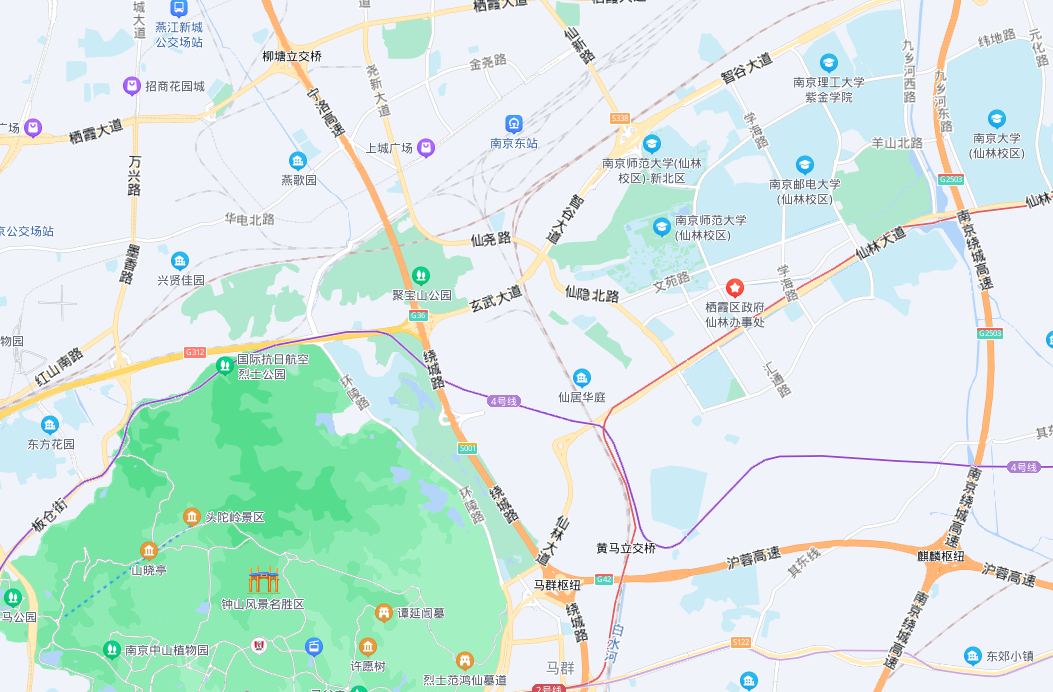 栖霞大道
城大道
燕江新城
公交场站
仙新路
九乡河西路
纬地路
元化路
柳塘立交桥
金尧路
智谷大道
南京理工大学
紫金学院
招商花园城
尧新大道
宁洛高速
九乡河东路
广场
栖霞大道
上城广场
南京东站
S338
学海路
南京大学
(仙林校区)
羊山北路
南京师范大学(仙林
校区)-新北区
燕歌园
万兴路
南京邮电大学
(仙林校区)
G2503
仙林
华电北路
京公交场站
仙尧路
智谷大道
南京师范大学
(仙林校区)
仙林大道
南京绕城高速
墨香路
兴贤佳园
聚宝山公园
玄武大道
仙隐北路
文苑路
学海路
栖霞区政府
仙林办事处
G36
G2503
物园
红山南路
G312
国际抗日航空
烈士公园
绕城路
环陵路
汇通路
仙居华庭
4号线
东方花园
S001
其东
4号线
板仓街
头陀岭景区
环陵路
绕城路
仙林大道
南京绕城高速
山晓亭
黄马立交桥
沪蓉高速
其东线
麒麟枢纽
沪蓉高速
钟山风景名胜区
马群枢纽
G42
马公园
谭延闿墓
绕城路
白水河
南京绕城高速
南京中山植物园
许愿树
马群
S122
东郊小镇
烈士范鸿仙墓道
2号线